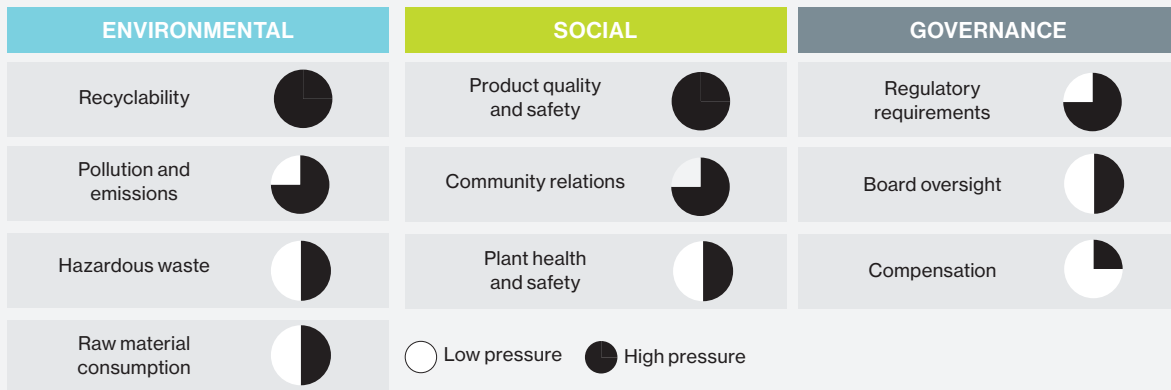 ENVIRONMENTAL
Recyclability
Pollution and
emissions
Hazardous waste
Raw material
consumption
SOCIAL
Product quality
and safety
Community relations
Plant health
and safety
GOVERNANCE
Regulatory
requirements
Board oversight
Compensation
Low pressure
High pressure